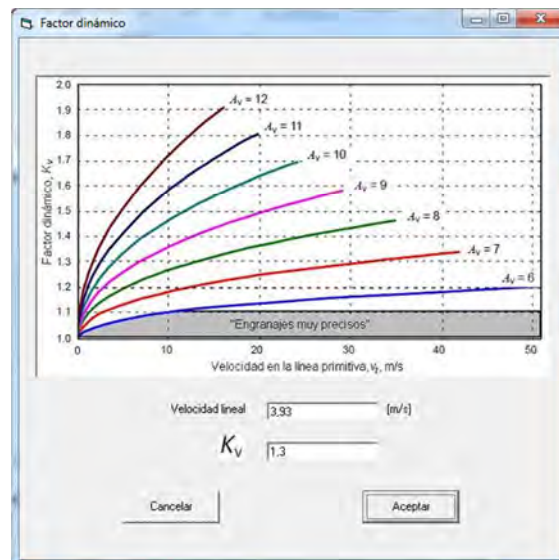 Factor dinámico
2.0
1.9
1.8
1.7
1.6
1.5
1.4
1.3
1.2
1.1
1.0
Factor dinámico, Kv
Av = 12
Av = 11
Av = 10
Av = 9
Av = 8
Av = 7
Av = 6
"Engranajes muy precisos"
0 10 20 30 40 50
Velocidad en la línea primitiva, vt, m/s
Velocidad lineal 3.93 (m/s)
Kv 1.3
Cancelar Aceptar